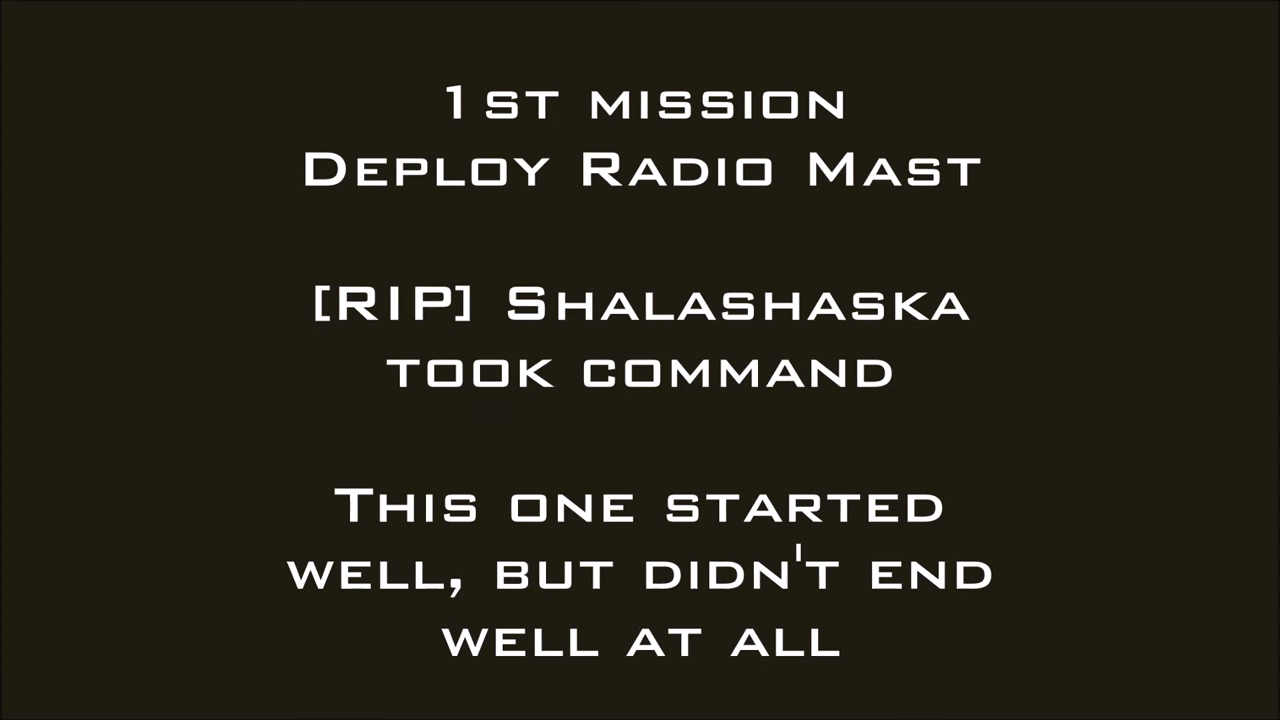 1st mission
Deploy Radio Mast
[RIP] Shalashaska
took command
This one started
well, but didn't end
well at all